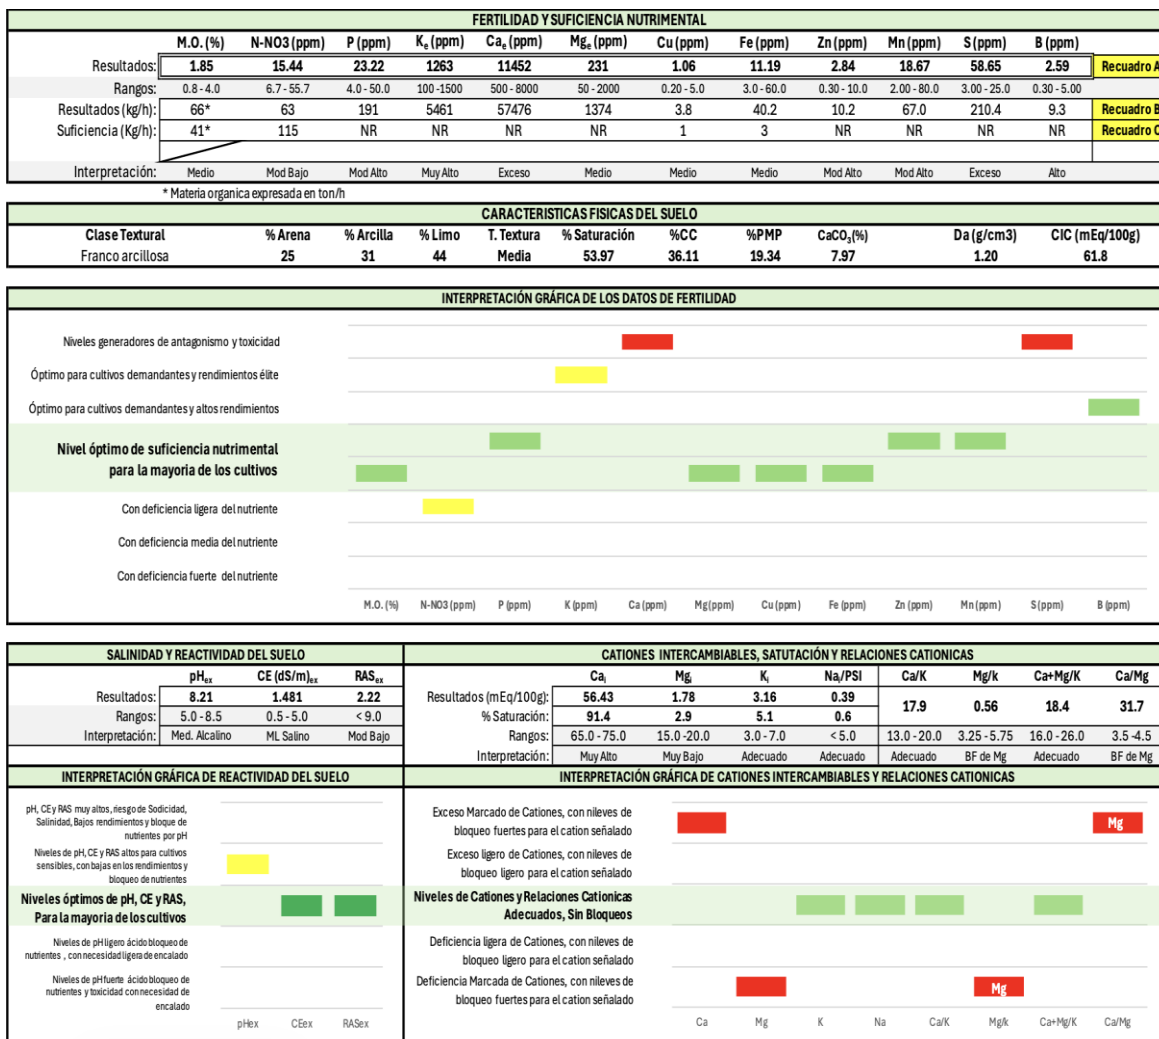 FERTILIDAD Y SUFICIENCIA NUTRIMENTAL
M.O. (%) N-NO3 (ppm) P (ppm) Ke (ppm) Cae (ppm) Mge (ppm) Cu (ppm) Fe (ppm) Zn (ppm) Mn (ppm) S (ppm) B (ppm)
Resultados: 1.85 15.44 23.22 1263 11452 231 1.06 11.19 2.84 18.67 58.65 2.59 Recuadro A
Rangos: 0.8 - 4.0 6.7 - 55.7 4.0 - 50.0 100 -1500 500 - 8000 50 - 2000 0.20 - 5.0 3.0 - 60.0 0.30 - 10.0 2.00 - 80.0 3.00 - 25.0 0.30 - 5.00
Resultados (kg/h): 66* 63 191 5461 57476 1374 3.8 40.2 10.2 67.0 210.4 9.3 Recuadro B
Suficiencia (Kg/h): 41* 115 NR NR NR NR 1 3 NR NR NR NR Recuadro C
Interpretación: Medio Mod Bajo Mod Alto Muy Alto Exceso Medio Medio Medio Mod Alto Mod Alto Exceso Alto
* Materia organica expresada en ton/h
CARACTERISTICAS FISICAS DEL SUELO
Clase Textural % Arena % Arcilla % Limo T. Textura % Saturación %CC %PMP CaCO3(%) Da (g/cm3) CIC (mEq/100g)
Franco arcillosa 25 31 44 Media 53.97 36.11 19.34 7.97 1.20 61.8
INTERPRETACIÓN GRÁFICA DE LOS DATOS DE FERTILIDAD
Niveles generadores de antagonismo y toxicidad
Óptimo para cultivos demandantes y rendimientos élite
Óptimo para cultivos demandantes y altos rendimientos
Nivel óptimo de suficiencia nutrimental
para la mayoria de los cultivos
Con deficiencia ligera del nutriente
Con deficiencia media del nutriente
Con deficiencia fuerte del nutriente
M.O. (%) N-NO3 (ppm) P (ppm) K (ppm) Ca (ppm) Mg(ppm) Cu (ppm) Fe (ppm) Zn (ppm) Mn (ppm) S(ppm) B (ppm)
SALINIDAD Y REACTIVIDAD DEL SUELO
pHex CE (dS/m)ex RASex
Resultados: 8.21 1.481 2.22
Rangos: 5.0 - 8.5 0.5 - 5.0 < 9.0
Interpretación: Med. Alcalino ML Salino Mod Bajo
CATIONES INTERCAMBIABLES, SATUTACIÓN Y RELACIONES CATIONICAS
Cai Mgi Ki Nai/PSI Ca/K Mg/k Ca+Mg/K Ca/Mg
Resultados (mEq/100g): 56.43 1.78 3.16 0.39 17.9 0.56 18.4 31.7
% Saturación: 91.4 2.9 5.1 0.6
Rangos: 65.0 - 75.0 15.0 -20.0 3.0 - 7.0 < 5.0 13.0 - 20.0 3.25 - 5.75 16.0 - 26.0 3.5 -4.5
Interpretación: Muy Alto Muy Bajo Adecuado Adecuado Adecuado BF de Mg Adecuado BF de Mg
INTERPRETACIÓN GRÁFICA DE REACTIVIDAD DEL SUELO
pH, CE y RAS muy altos, riesgo de Sodicidad,
Salinidad, Bajos rendimientos y bloque de
nutrientes por pH
Niveles de pH, CE y RAS altos para cultivos
sensibles, con bajas en los rendimientos y
bloqueo de nutrientes
Niveles óptimos de pH, CE y RAS,
Para la mayoria de los cultivos
Niveles de pH ligero ácido bloqueo de
nutrientes , con necesidad ligera de encalado
Niveles de pH fuerte ácido bloqueo de
nutrientes y toxicidad con necesidad de
encalado
pHex CEex RASex
INTERPRETACIÓN GRÁFICA DE CATIONES INTERCAMBIABLES Y RELACIONES CATIONICAS
Exceso Marcado de Cationes, con nileves de
bloqueo fuertes para el cation señalado
Mg
Exceso ligero de Cationes, con nileves de
bloqueo ligero para el cation señalado
Niveles de Cationes y Relaciones Cationicas
Adecuados, Sin Bloqueos
Deficiencia ligera de Cationes, con nileves de
bloqueo ligero para el cation señalado
Deficiencia Marcada de Cationes, con nileves de
bloqueo fuertes para el cation señalado
Mg
Ca Mg K Na Ca/K Mg/k Ca+Mg/K Ca/Mg